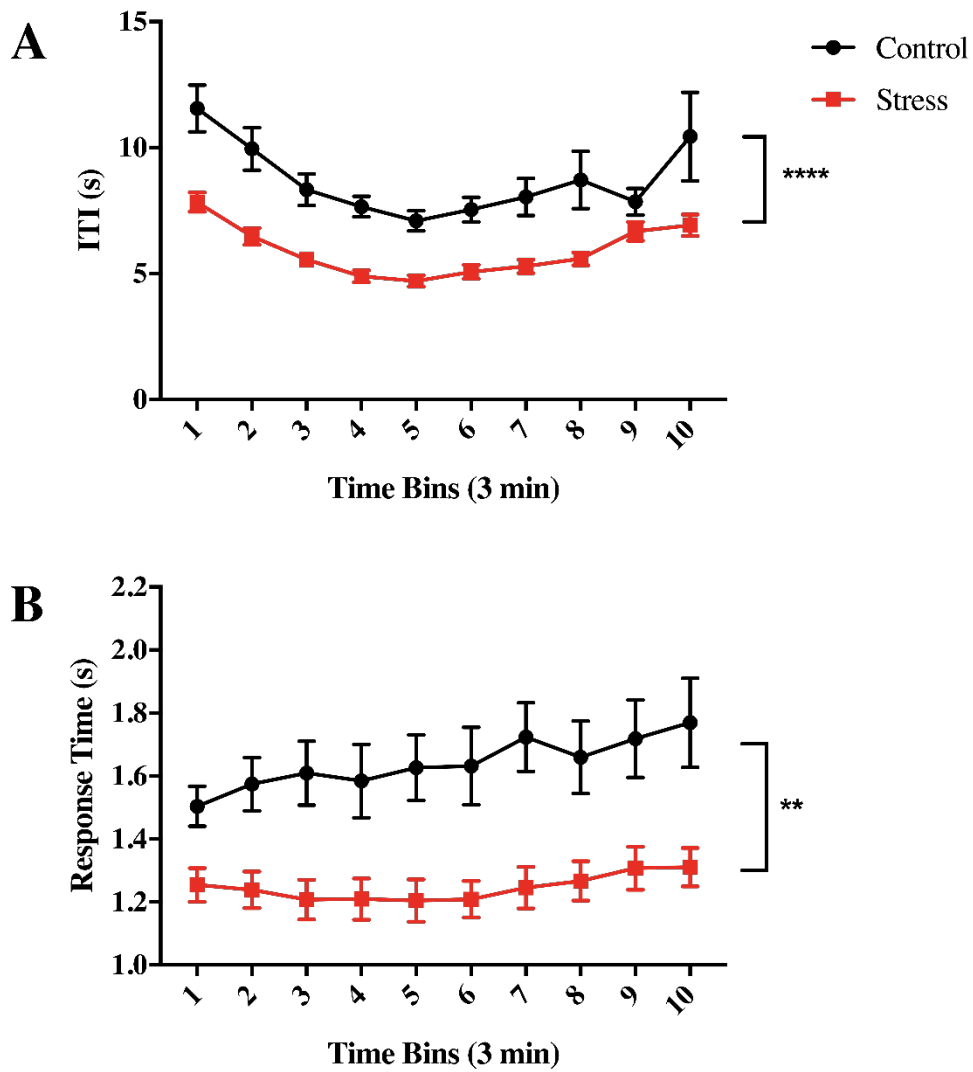 A
Control
Stress
15
10
5
0
ITI (s)
****
1 2 3 4 5 6 7 8 9 10
Time Bins (3 min)
B
2.2
2.0
1.8
1.6
1.4
1.2
1.0
Response Time (s)
**
1 2 3 4 5 6 7 8 9 10
Time Bins (3 min)